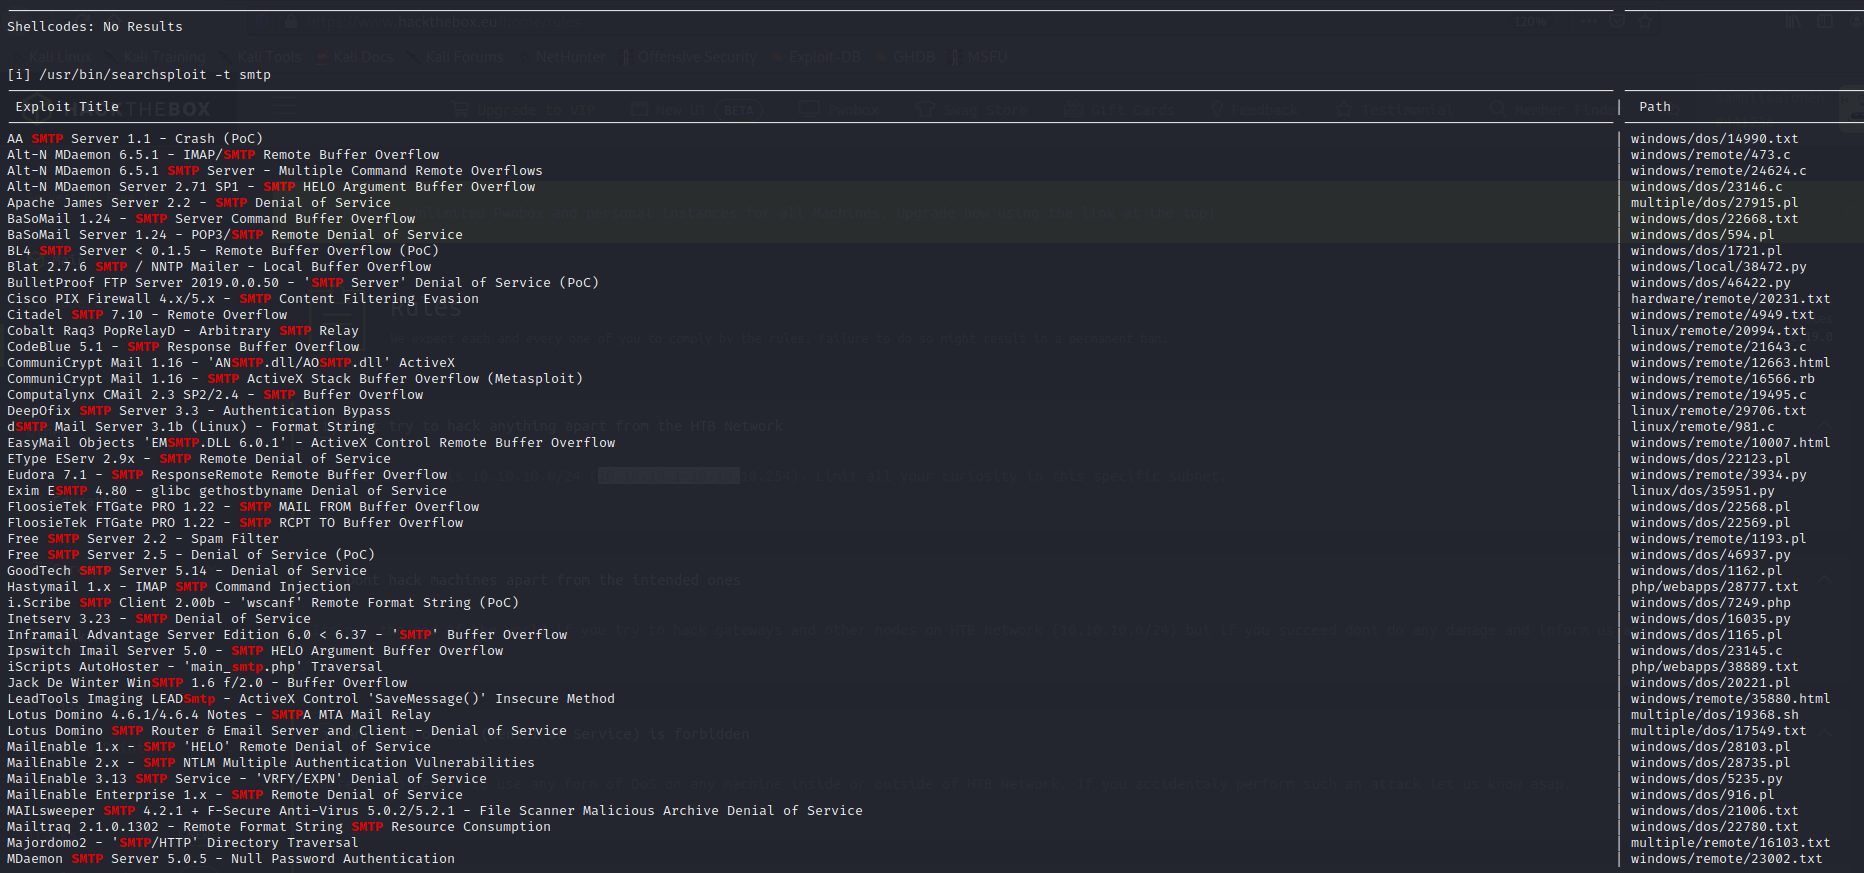 Shellcodes: No Results
[i] /usr/bin/searchsploit -t smtp
Exploit Title | Path
AA SMTP Server 1.1 - Crash (PoC) | windows/dos/14990.txt
Alt-N MDaemon 6.5.1 - IMAP/SMTP Remote Buffer Overflow | windows/remote/473.c
Alt-N MDaemon 6.5.1 SMTP Server - Multiple Command Remote Overflows | windows/remote/24624.c
Alt-N MDaemon Server 2.71 SP1 - SMTP HELO Argument Buffer Overflow | windows/dos/23146.c
Apache James Server 2.2 - SMTP Denial of Service | multiple/dos/27915.pl
BaSoMail 1.24 - SMTP Server Command Buffer Overflow | windows/dos/22668.txt
BaSoMail Server 1.24 - POP3/SMTP Remote Denial of Service | windows/dos/594.pl
BL4 SMTP Server < 0.1.5 - Remote Buffer Overflow (PoC) | windows/dos/1721.pl
Blat 2.7.6 SMTP / NNTP Mailer - Local Buffer Overflow | windows/local/38472.py
BulletProof FTP Server 2019.0.0.50 - 'SMTP Server' Denial of Service (PoC) | windows/dos/46422.py
Cisco PIX Firewall 4.x/5.x - SMTP Content Filtering Evasion | hardware/remote/20231.txt
Citadel SMTP 7.10 - Remote Overflow | windows/remote/4949.txt
Cobalt Raq3 PopRelayD - Arbitrary SMTP Relay | linux/remote/20994.txt
CodeBlue 5.1 - SMTP Response Buffer Overflow | windows/remote/21643.c
CommuniCrypt Mail 1.16 - 'ANSMTP.dll/AOSMTP.dll' ActiveX | windows/remote/12663.html
CommuniCrypt Mail 1.16 - SMTP ActiveX Stack Buffer Overflow (Metasploit) | windows/remote/16566.rb
Computalynx CMail 2.3 SP2/2.4 - SMTP Buffer Overflow | windows/remote/19495.c
DeepOfix SMTP Server 3.3 - Authentication Bypass | linux/remote/29706.txt
dSMTP Mail Server 3.1b (Linux) - Format String | linux/remote/981.c
EasyMail Objects 'EMSMTP.DLL 6.0.1' - ActiveX Control Remote Buffer Overflow | windows/remote/10007.html
EType EServ 2.9x - SMTP Remote Denial of Service | windows/dos/22123.pl
Eudora 7.1 - SMTP ResponseRemote Remote Buffer Overflow | windows/remote/3934.py
Exim ESMTP 4.80 - glibc gethostbyname Denial of Service | linux/dos/35951.py
FloosieTek FTGate PRO 1.22 - SMTP MAIL FROM Buffer Overflow | windows/dos/22568.pl
FloosieTek FTGate PRO 1.22 - SMTP RCPT TO Buffer Overflow | windows/dos/22569.pl
Free SMTP Server 2.2 - Spam Filter | windows/remote/1193.pl
Free SMTP Server 2.5 - Denial of Service (PoC) | windows/dos/46937.py
GoodTech SMTP Server 5.14 - Denial of Service | windows/dos/1162.pl
Hastymail 1.x - IMAP SMTP Command Injection | php/webapps/28777.txt
i.Scribe SMTP Client 2.00b - 'wscanf' Remote Format String (PoC) | windows/dos/7249.php
Inetserv 3.23 - SMTP Denial of Service | windows/dos/16035.py
Inframail Advantage Server Edition 6.0 < 6.37 - 'SMTP' Buffer Overflow | windows/dos/1165.pl
Ipswitch Imail Server 5.0 - SMTP HELO Argument Buffer Overflow | windows/dos/23145.c
iScripts AutoHoster - 'main_smtp.php' Traversal | php/webapps/38889.txt
Jack De Winter WinSMTP 1.6 f/2.0 - Buffer Overflow | windows/dos/20221.pl
LeadTools Imaging LEADSmtp - ActiveX Control 'SaveMessage()' Insecure Method | windows/remote/35880.html
Lotus Domino 4.6.1/4.6.4 Notes - SMTPA MTA Mail Relay | multiple/dos/19368.sh
Lotus Domino SMTP Router & Email Server and Client - Denial of Service | multiple/dos/17549.txt
MailEnable 1.x - SMTP 'HELO' Remote Denial of Service | windows/dos/28103.pl
MailEnable 2.x - SMTP NTLM Multiple Authentication Vulnerabilities | windows/dos/28735.pl
MailEnable 3.13 SMTP Service - 'VRFY/EXPN' Denial of Service | windows/dos/5235.py
MailEnable Enterprise 1.x - SMTP Remote Denial of Service | windows/dos/916.pl
MAILsweeper SMTP 4.2.1 + F-Secure Anti-Virus 5.0.2/5.2.1 - File Scanner Malicious Archive Denial of Service | windows/dos/21006.txt
Mailtraq 2.1.0.1302 - Remote Format String SMTP Resource Consumption | windows/dos/22780.txt
Majordomo2 - 'SMTP/HTTP' Directory Traversal | multiple/remote/16103.txt
MDaemon SMTP Server 5.0.5 - Null Password Authentication | windows/remote/23002.txt